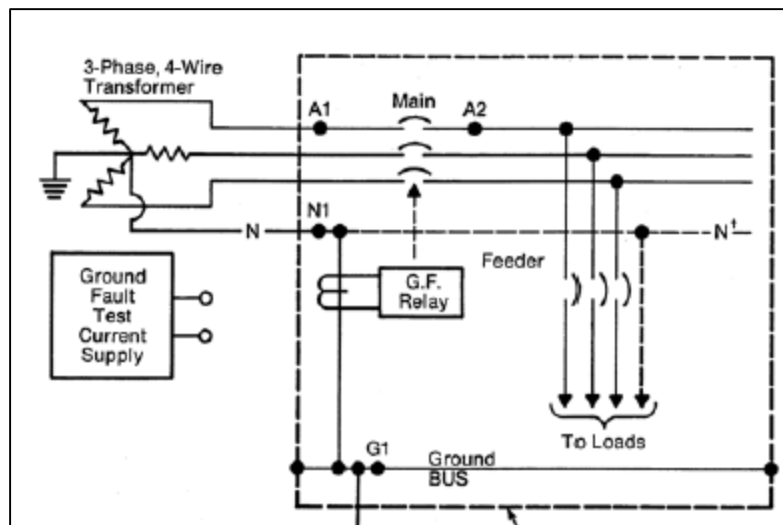 3-Phase, 4-Wire
Transformer
A1
Main
A2
N
N1
N†
Feeder
G.F.
Relay
Ground
Fault
Test
Current
Supply
To Loads
G1
Ground
BUS